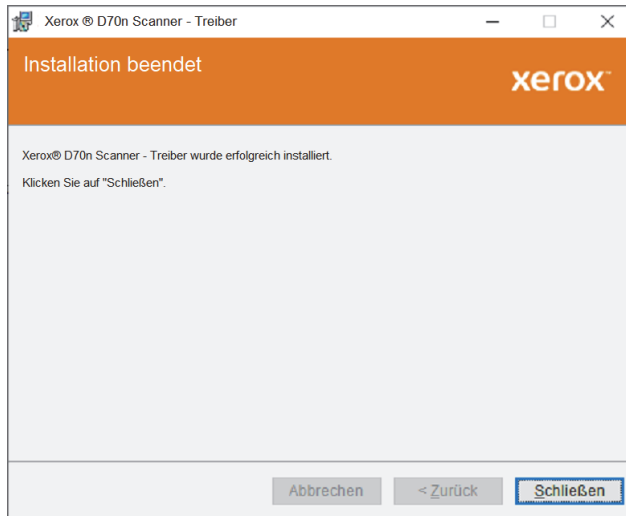 Xerox ® D70n Scanner - Treiber
Installation beendet
xerox™
Xerox® D70n Scanner - Treiber wurde erfolgreich installiert.
Klicken Sie auf "Schließen".
Abbrechen
< Zurück
Schließen